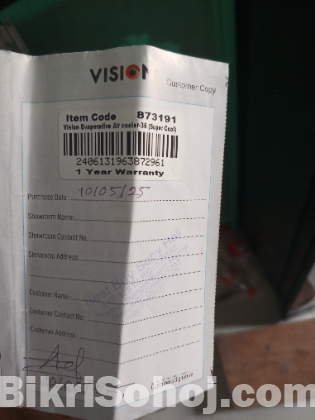 VISION
Customer Copy
Item Code 873191
Vision Evaporative Air cooler-36 (Super Cool)
2406131963872961
1 Year Warranty
Purchase Date 10/05/25
Showroom Name
Showroom Contact No
Showroom Address
Customer Name
Customer Contact No
Customer Address
BikriSohoj.com